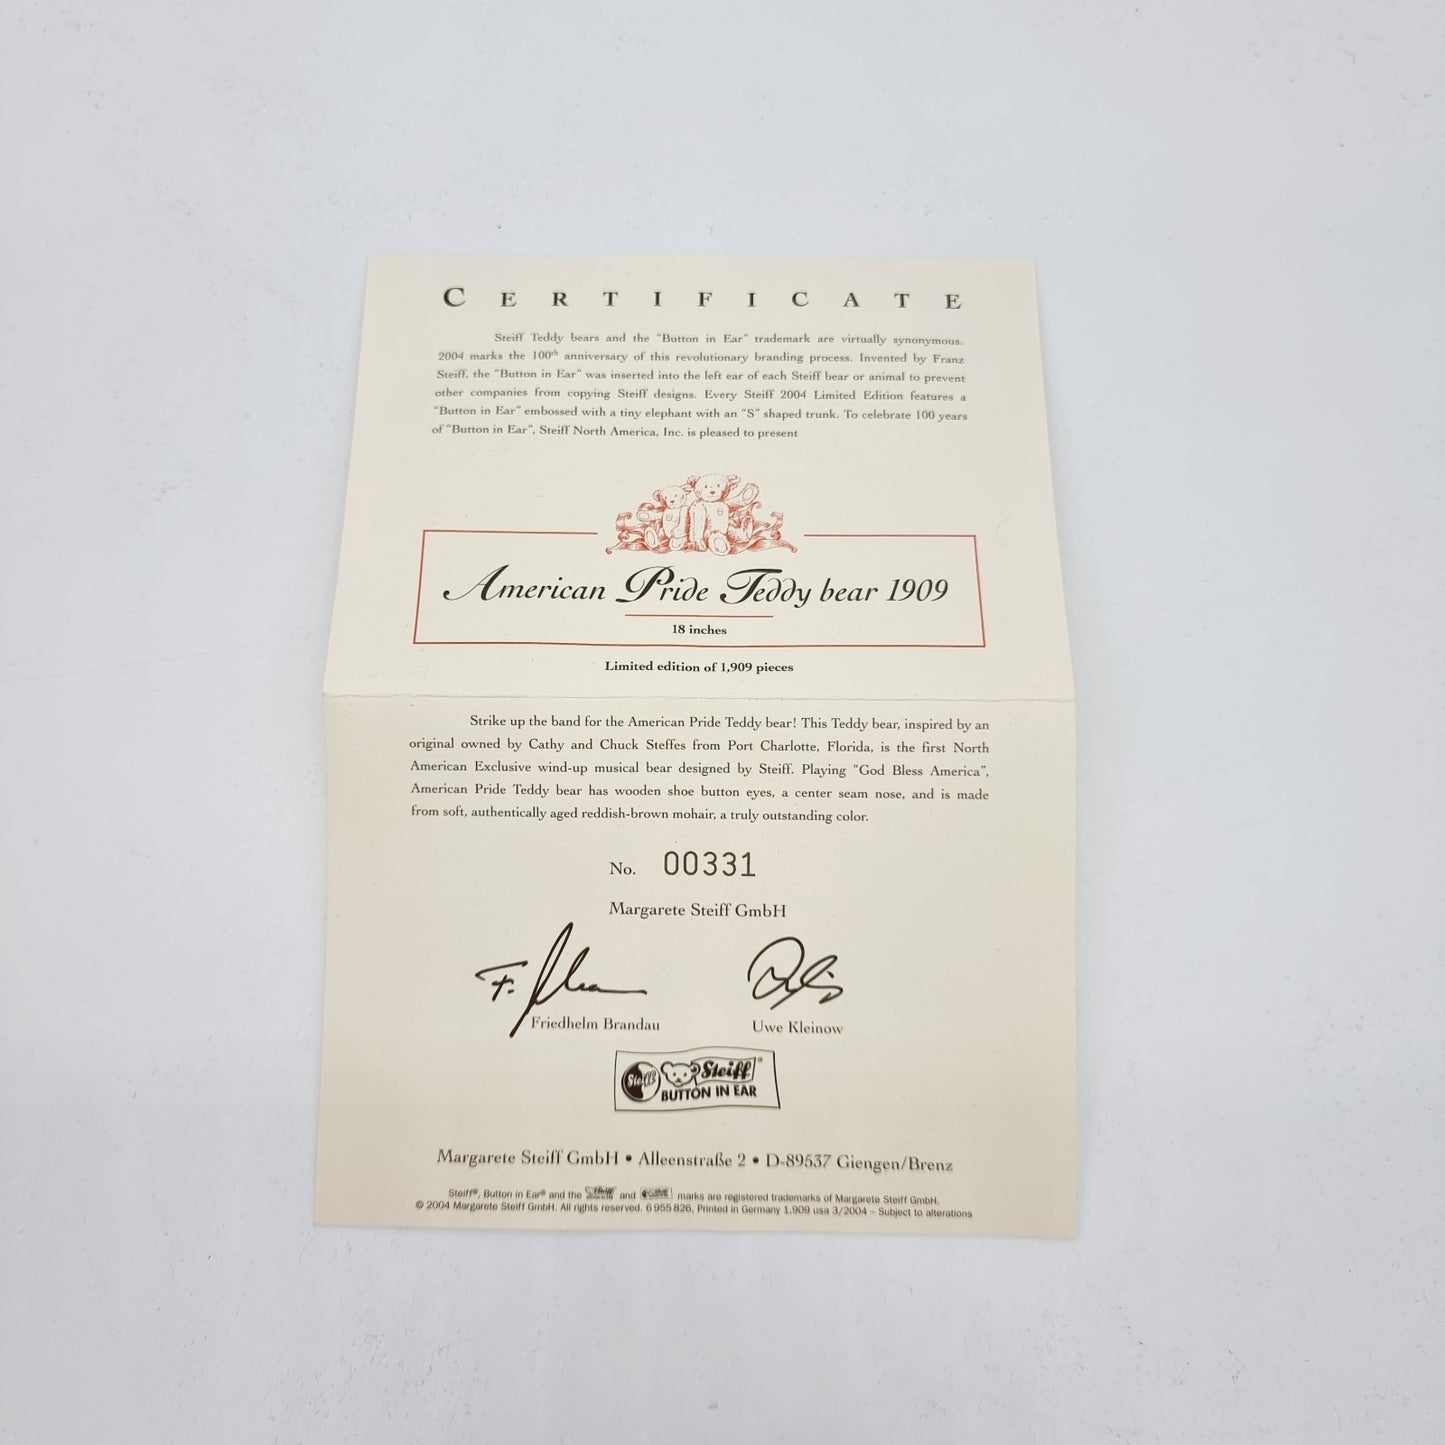 CERTIFICATE
Steiff Teddy bears and the "Button in Ear" trademark are virtually synonymous.
2004 marks the 100th anniversary of this revolutionary branding process. Invented by Franz
Steiff, the "Button in Ear" was inserted into the left ear of each Steiff bear or animal to prevent
other companies from copying Steiff designs. Every Steiff 2004 Limited Edition features a
"Button in Ear" embossed with a tiny elephant with an "S" shaped trunk. To celebrate 100 years
of "Button in Ear", Steiff North America, Inc. is pleased to present
American Pride Teddy bear 1909
18 inches
Limited edition of 1,909 pieces
Strike up the band for the American Pride Teddy bear! This Teddy bear, inspired by an
original owned by Cathy and Chuck Steffes from Port Charlotte, Florida, is the first North
American Exclusive wind-up musical bear designed by Steiff. Playing "God Bless America",
American Pride Teddy bear has wooden shoe button eyes, a center seam nose, and is made
from soft, authentically aged reddish-brown mohair, a truly outstanding color.
No. 00331
Margarete Steiff GmbH
Friedhelm Brandau Uwe Kleinow
Steiff Steiff®
BUTTON IN EAR
Margarete Steiff GmbH • Alleenstraße 2 • D-89537 Giengen/Brenz
Steiff®, Button in Ear® and the and marks are registered trademarks of Margarete Steiff GmbH.
© 2004 Margarete Steiff GmbH. All rights reserved. 6 955 826, Printed in Germany 1.909 usa 3/2004 – Subject to alterations